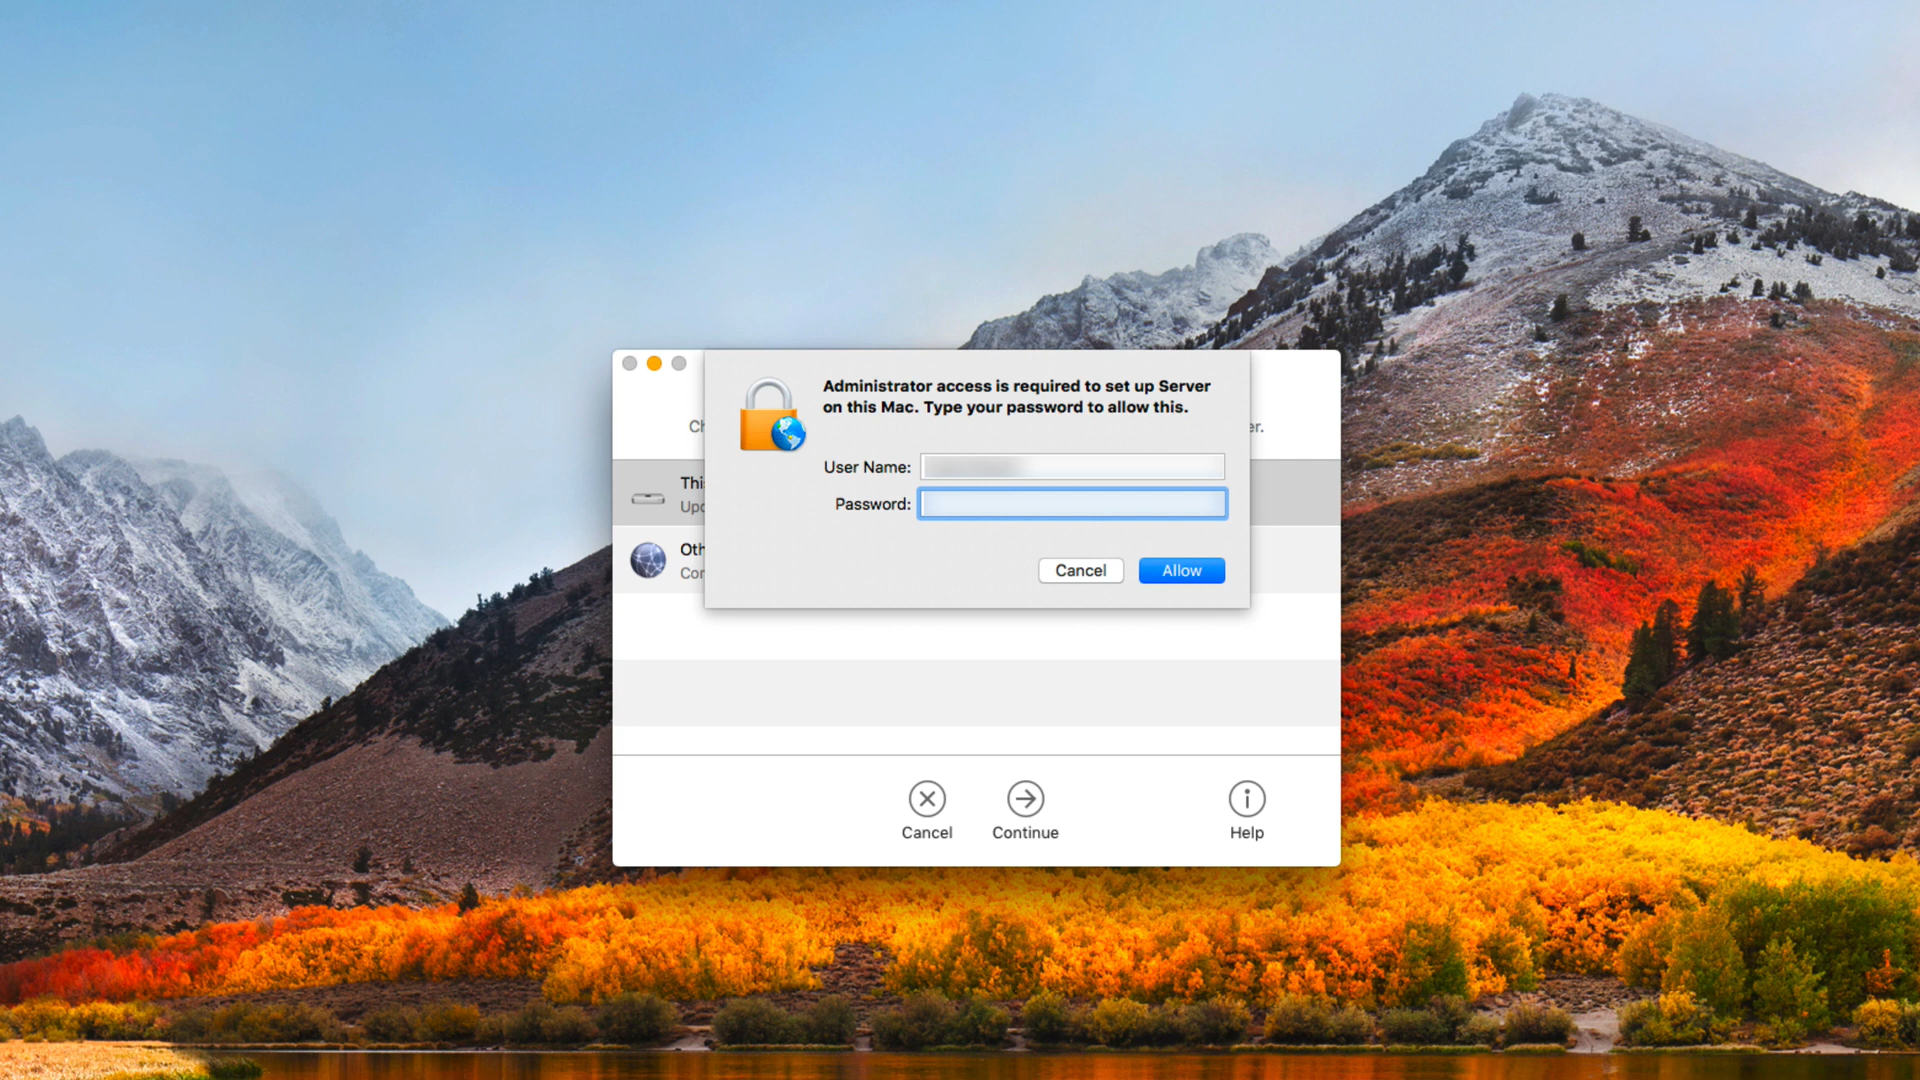 Administrator access is required to set up Server
on this Mac. Type your password to allow this.
User Name:
Password:
Cancel
Allow
Cancel
Continue
Help